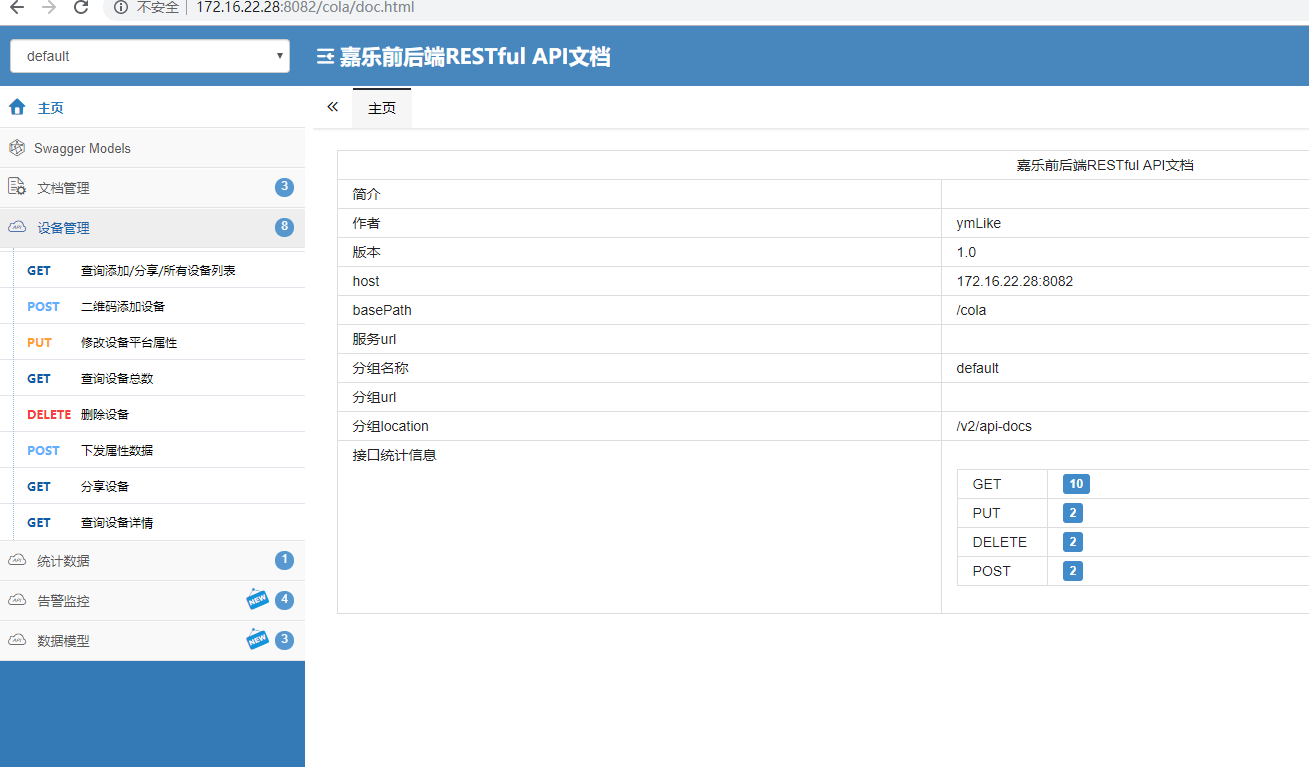 不安全 | 172.16.22.28:8082/cola/doc.html
default
嘉乐前后端RESTful API文档
主页
Swagger Models
文档管理 3
设备管理 8
GET 查询添加/分享/所有设备列表
POST 二维码添加设备
PUT 修改设备平台属性
GET 查询设备总数
DELETE 删除设备
POST 下发属性数据
GET 分享设备
GET 查询设备详情
统计数据 1
告警监控 NEW 4
数据模型 NEW 3
主页
嘉乐前后端RESTful API文档
简介
作者 ymLike
版本 1.0
host 172.16.22.28:8082
basePath /cola
服务url
分组名称 default
分组url
分组location /v2/api-docs
接口统计信息
GET 10
PUT 2
DELETE 2
POST 2